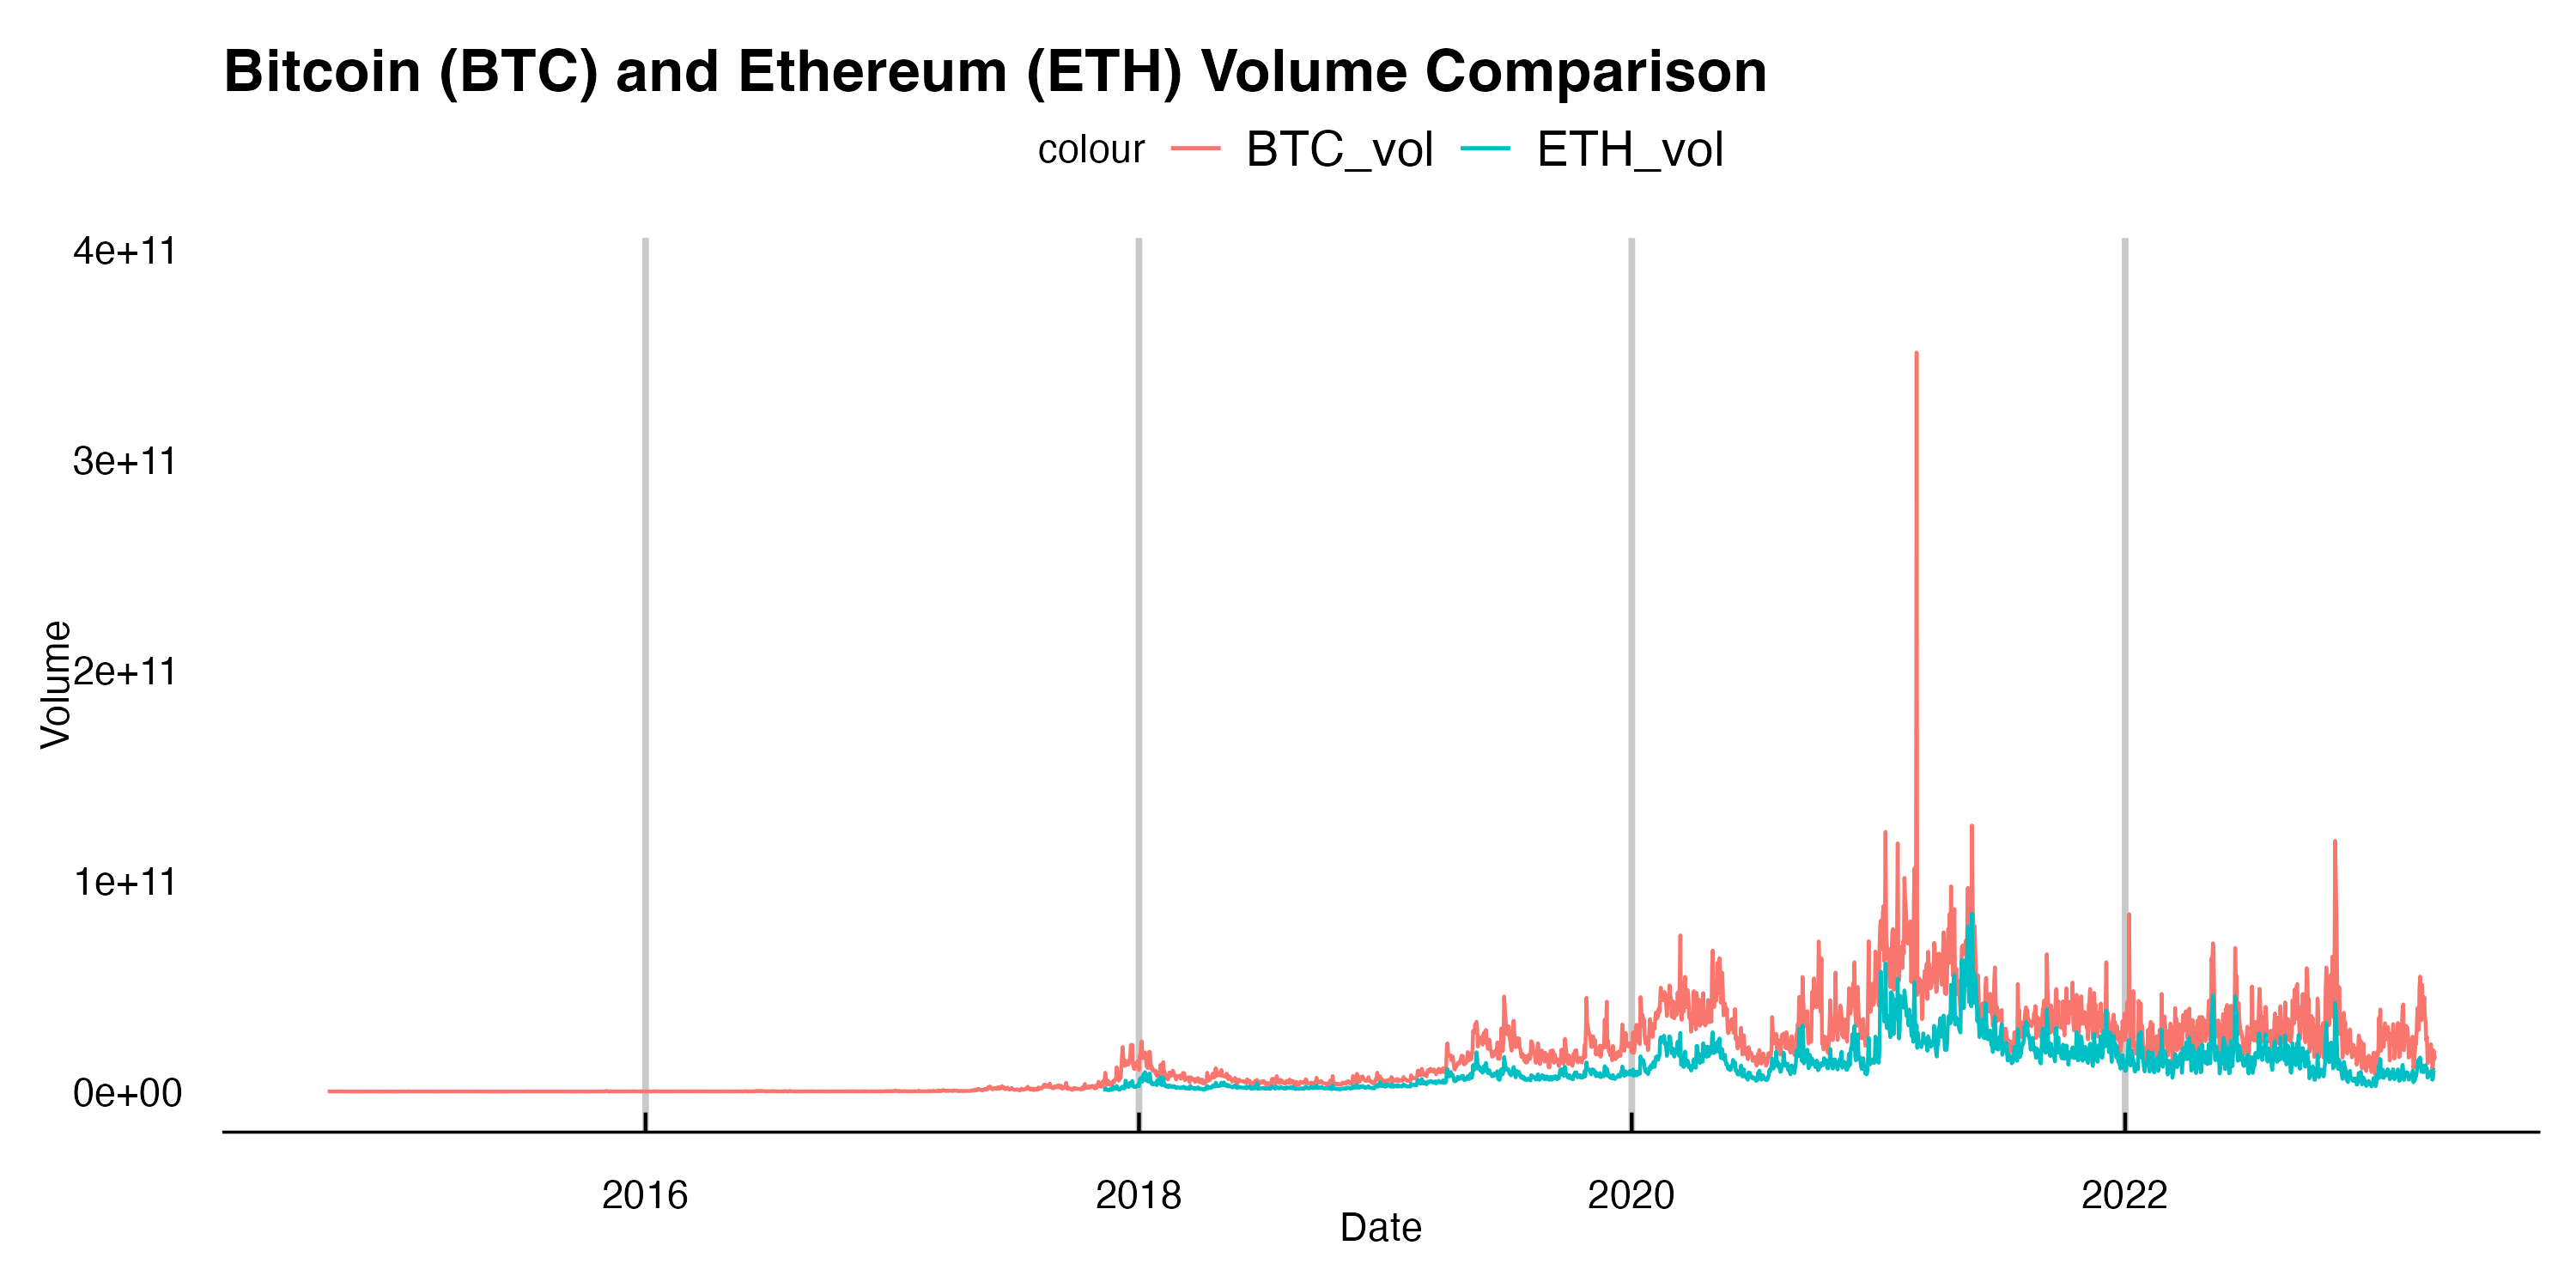 Bitcoin (BTC) and Ethereum (ETH) Volume Comparison
colour BTC_vol ETH_vol
4e+11
3e+11
2e+11
1e+11
0e+00
Volume
2016 2018 2020 2022
Date